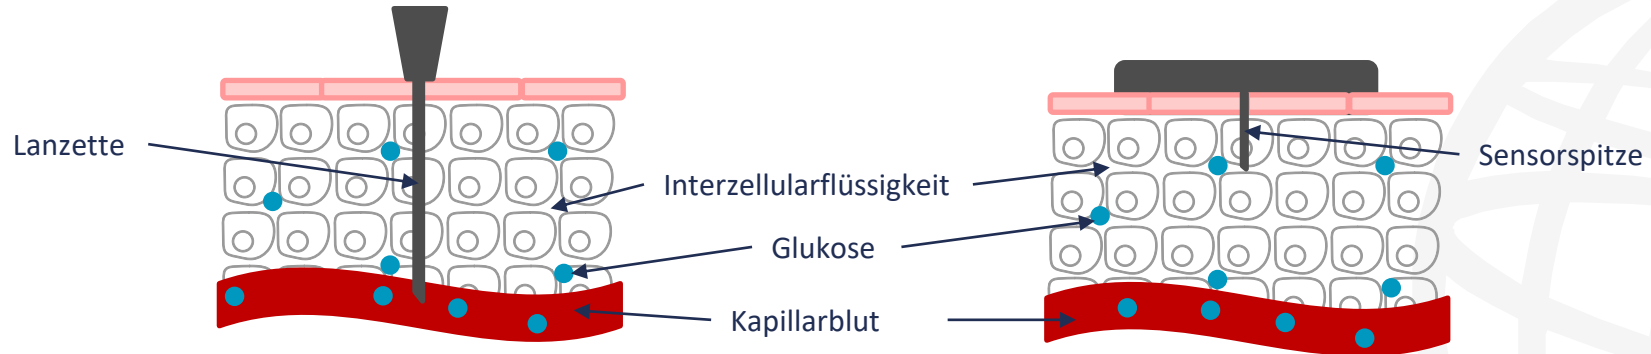 Lanzette
Interzellularflüssigkeit
Sensorspitze
Glukose
Kapillarblut